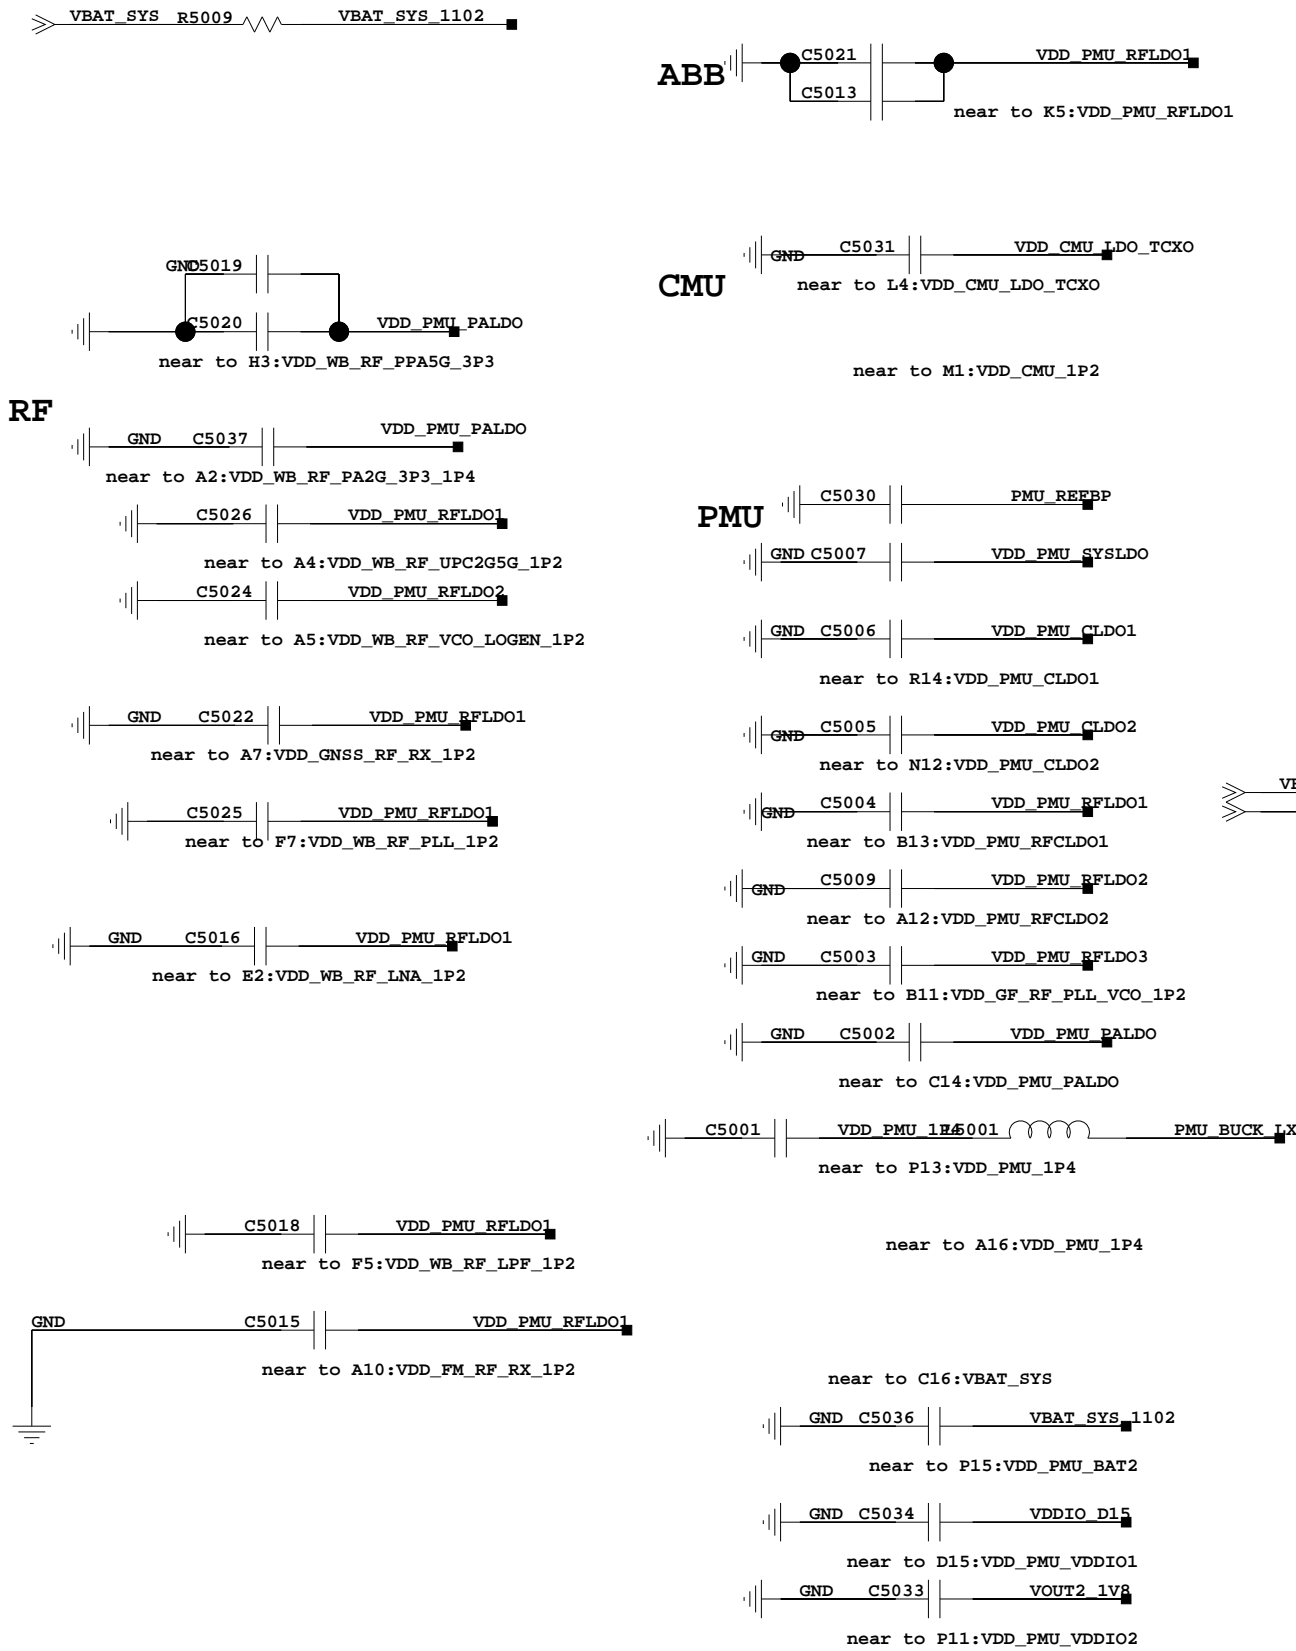 VBAT_SYS R5009 VBAT_SYS_1102
ABB
C5021 VDD_PMU_RFLDO1
C5013
near to K5:VDD_PMU_RFLDO1
GND C5019
C5020 VDD_PMU_PALDO
near to H3:VDD_WB_RF_PPA5G_3P3
CMU
GND C5031 VDD_CMU_LDO_TCXO
near to L4:VDD_CMU_LDO_TCXO
near to M1:VDD_CMU_1P2
RF
GND C5037 VDD_PMU_PALDO
near to A2:VDD_WB_RF_PA2G_3P3_1P4
C5026 VDD_PMU_RFLDO1
near to A4:VDD_WB_RF_UPC2G5G_1P2
C5024 VDD_PMU_RFLDO2
near to A5:VDD_WB_RF_VCO_LOGEN_1P2
GND C5022 VDD_PMU_RFLDO1
near to A7:VDD_GNSS_RF_RX_1P2
C5025 VDD_PMU_RFLDO1
near to F7:VDD_WB_RF_PLL_1P2
GND C5016 VDD_PMU_RFLDO1
near to E2:VDD_WB_RF_LNA_1P2
C5018 VDD_PMU_RFLDO1
near to F5:VDD_WB_RF_LPF_1P2
GND C5015 VDD_PMU_RFLDO1
near to A10:VDD_FM_RF_RX_1P2
PMU
C5030 PMU_REFBP
GND C5007 VDD_PMU_SYSLDO
GND C5006 VDD_PMU_CLDO1
near to R14:VDD_PMU_CLDO1
GND C5005 VDD_PMU_CLDO2
near to N12:VDD_PMU_CLDO2
GND C5004 VDD_PMU_RFLDO1
near to B13:VDD_PMU_RFCLDO1
GND C5009 VDD_PMU_RFLDO2
near to A12:VDD_PMU_RFCLDO2
GND C5003 VDD_PMU_RFLDO3
near to B11:VDD_GF_RF_PLL_VCO_1P2
GND C5002 VDD_PMU_PALDO
near to C14:VDD_PMU_PALDO
C5001 VDD_PMU_1P4 L5001 PMU_BUCK_LX
near to P13:VDD_PMU_1P4
near to A16:VDD_PMU_1P4
near to C16:VBAT_SYS
GND C5036 VBAT_SYS_1102
near to P15:VDD_PMU_BAT2
GND C5034 VDDIO_D15
near to D15:VDD_PMU_VDDIO1
GND C5033 VOUT2_1V8
near to P11:VDD_PMU_VDDIO2